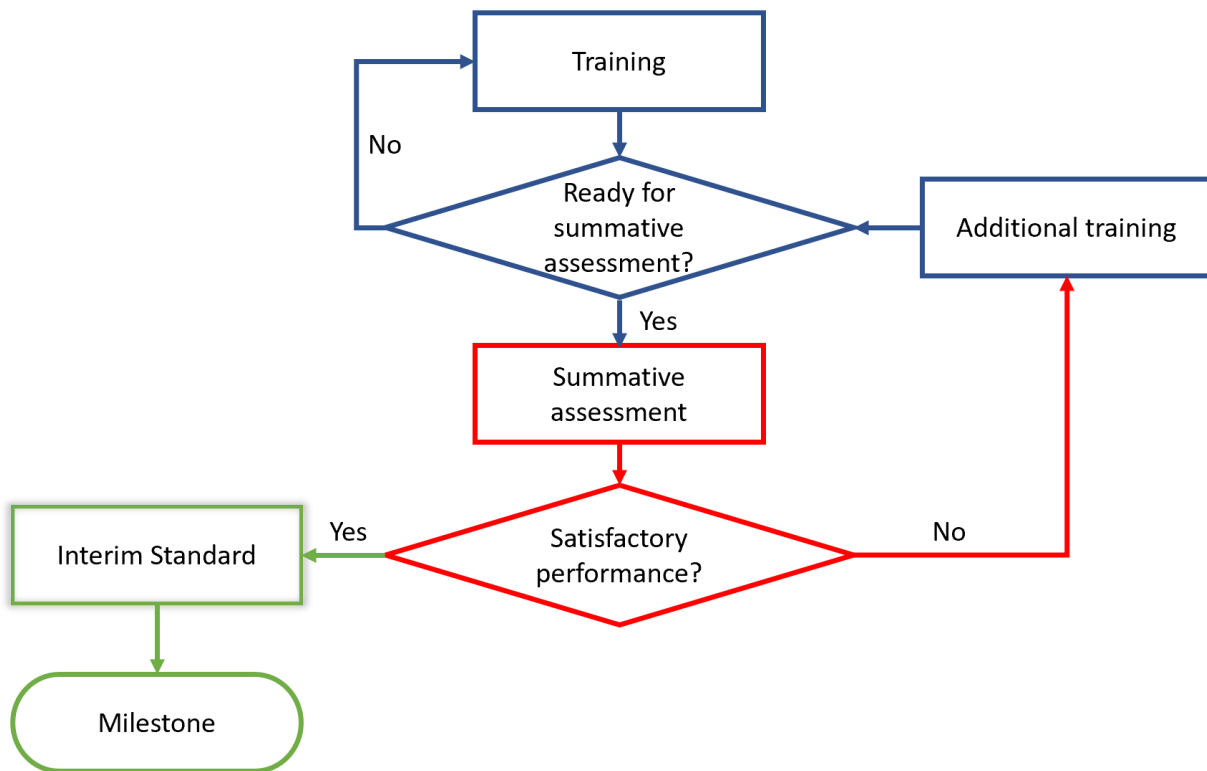 Training
No
Ready for
summative
assessment?
Additional training
Yes
Summative
assessment
Yes
No
Interim Standard
Satisfactory
performance?
Milestone